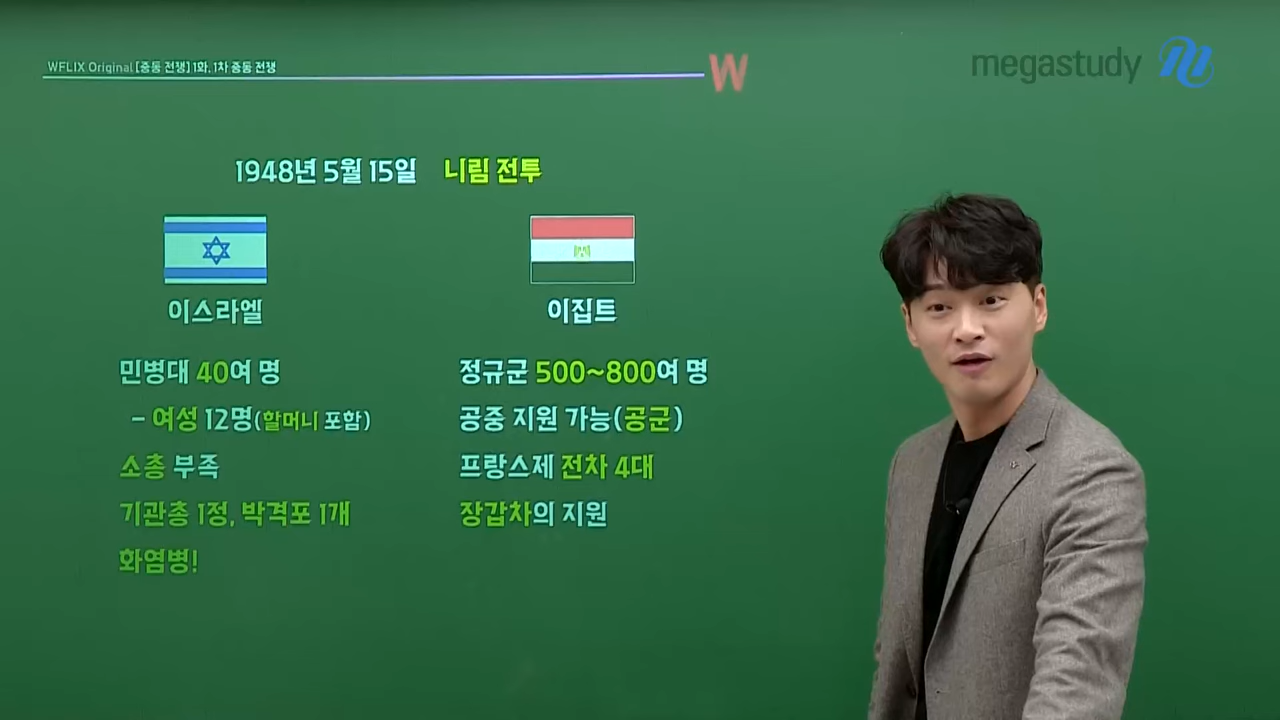 WFLIX Original [중동 전쟁] 1화. 1차 중동 전쟁
W
megastudy
1948년 5월 15일 니림 전투
이스라엘
이집트
민병대 40여 명
- 여성 12명(할머니 포함)
소총 부족
기관총 1정, 박격포 1개
화염병!
정규군 500~800여 명
공중 지원 가능(공군)
프랑스제 전차 4대
장갑차의 지원